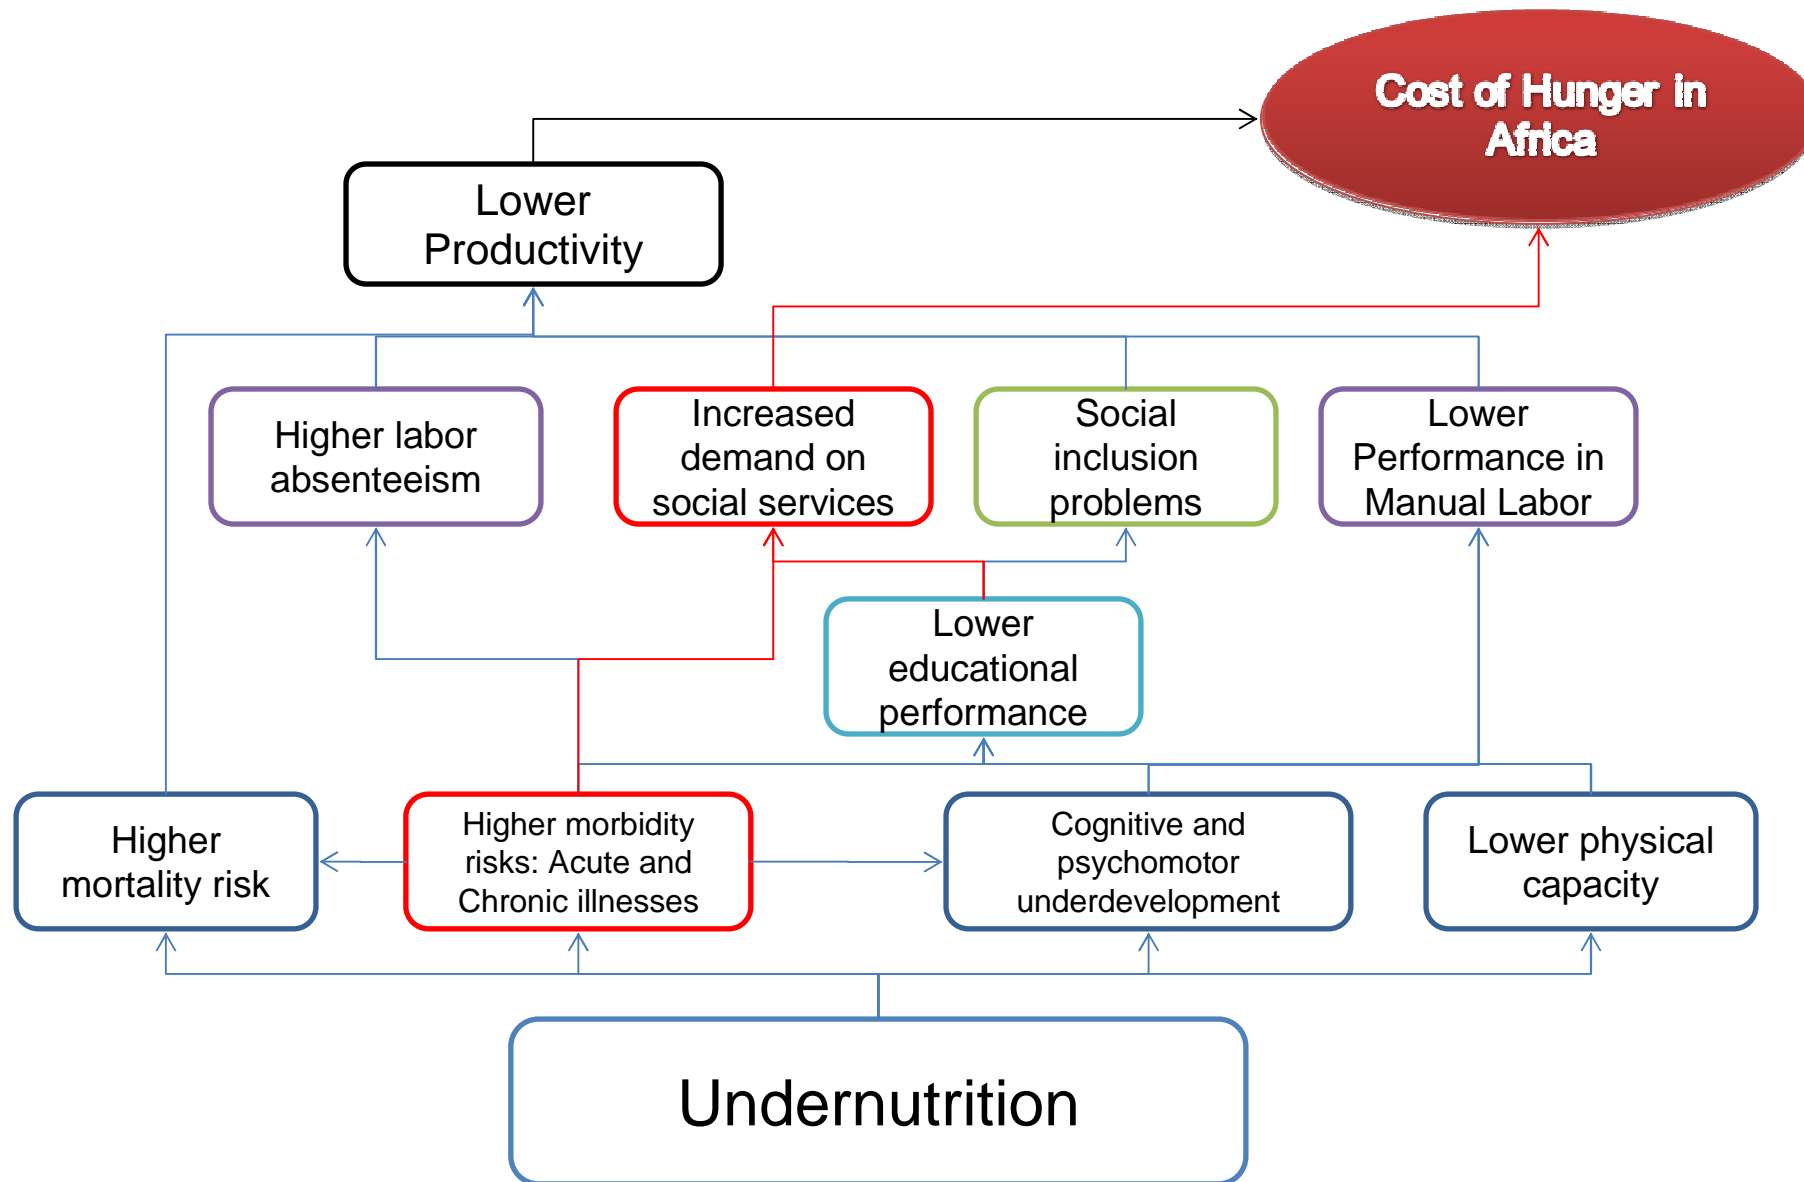 Cost of Hunger in
Africa
Lower
Productivity
Higher labor
absenteeism
Increased
demand on
social services
Social
inclusion
problems
Lower
Performance in
Manual Labor
Lower
educational
performance
Higher
mortality risk
Higher morbidity
risks: Acute and
Chronic illnesses
Cognitive and
psychomotor
underdevelopment
Lower physical
capacity
Undernutrition